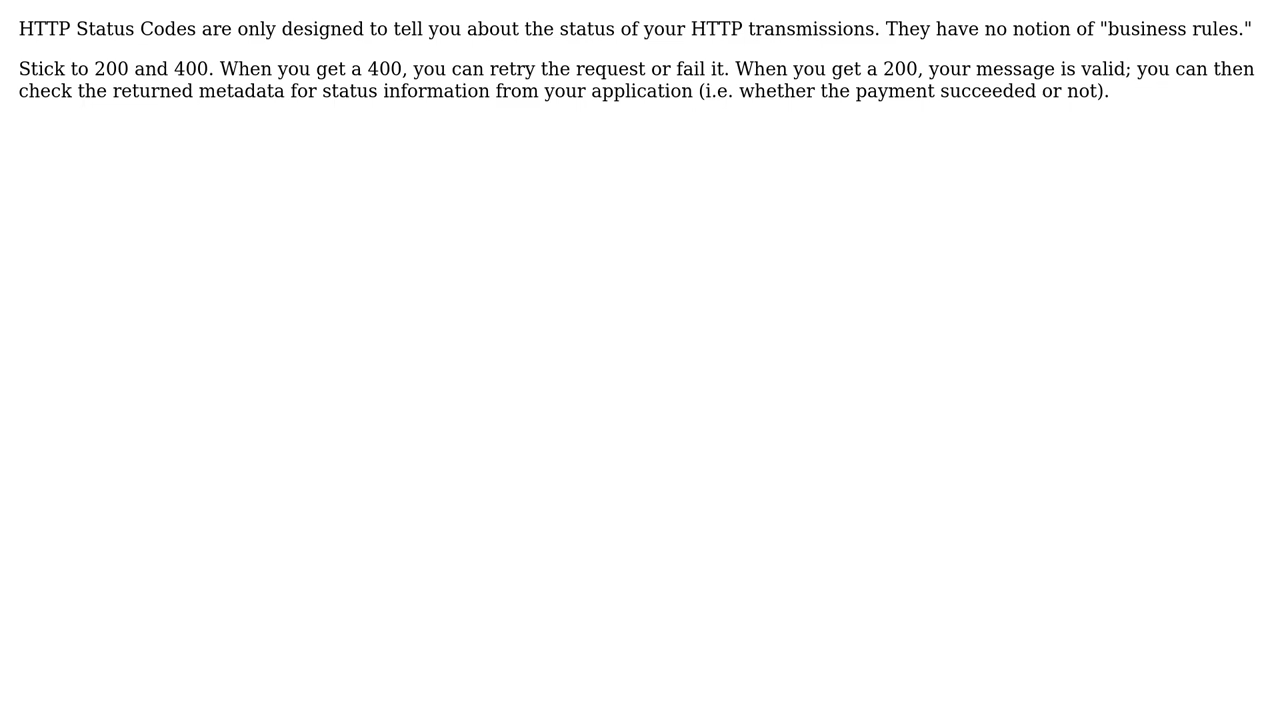 HTTP Status Codes are only designed to tell you about the status of your HTTP transmissions. They have no notion of "business rules."
Stick to 200 and 400. When you get a 400, you can retry the request or fail it. When you get a 200, your message is valid; you can then
check the returned metadata for status information from your application (i.e. whether the payment succeeded or not).